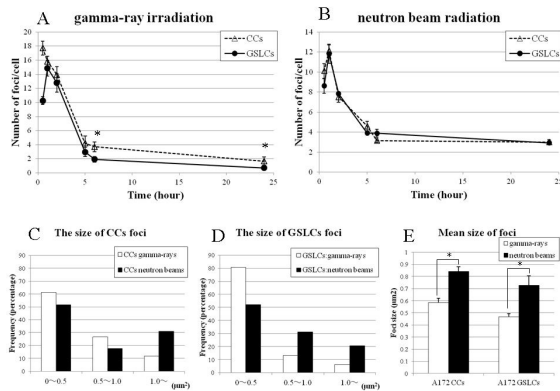 A gamma-ray irradiation
CCs
GSLCs
Number of foci/cell
20
18
16
14
12
10
8
6
4
2
0
*
*
0 5 10 15 20 25
Time (hour)
B neutron beam radiation
CCs
GSLCs
Number of foci/cell
14
12
10
8
6
4
2
0
0 5 10 15 20 25
Time (hour)
C The size of CCs foci
CCs gamma-rays
CCs neutron beams
Frequency (percentage)
90
80
70
60
50
40
30
20
10
0
0~0.5 0.5~1.0 1.0~ (μm²)
D The size of GSLCs foci
GSLCs gamma-rays
GSLCs neutron beams
Frequency (percentage)
90
80
70
60
50
40
30
20
10
0
0~0.5 0.5~1.0 1.0~ (μm²)
E Mean size of foci
gamma-rays
neutron beams
Foci size (μm2)
1
0.9
0.8
0.7
0.6
0.5
0.4
0.3
0.2
0.1
0
*
*
A172 CCs A172 GSLCs